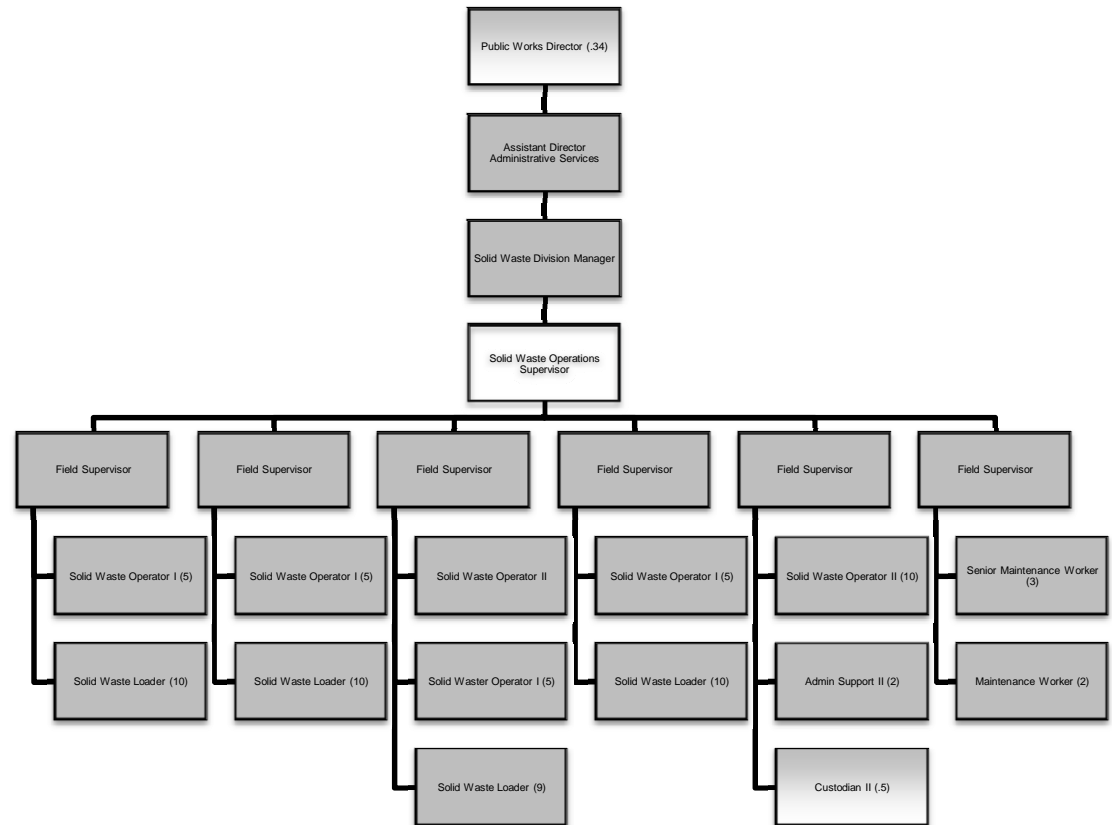 Public Works Director (.34)
Assistant Director
Administrative Services
Solid Waste Division Manager
Solid Waste Operations
Supervisor
Field Supervisor
Field Supervisor
Field Supervisor
Field Supervisor
Field Supervisor
Field Supervisor
Solid Waste Operator I (5)
Solid Waste Operator I (5)
Solid Waste Operator II
Solid Waste Operator I (5)
Solid Waste Operator II (10)
Senior Maintenance Worker
(3)
Solid Waste Loader (10)
Solid Waste Loader (10)
Solid Waster Operator I (5)
Solid Waste Loader (10)
Admin Support II (2)
Maintenance Worker (2)
Solid Waste Loader (9)
Custodian II (.5)